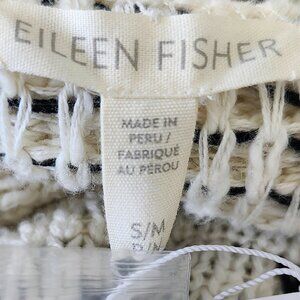 EILEEN FISHER
MADE IN
PERU /
FABRIQUÉ
AU PÉROU
S/M
P/M